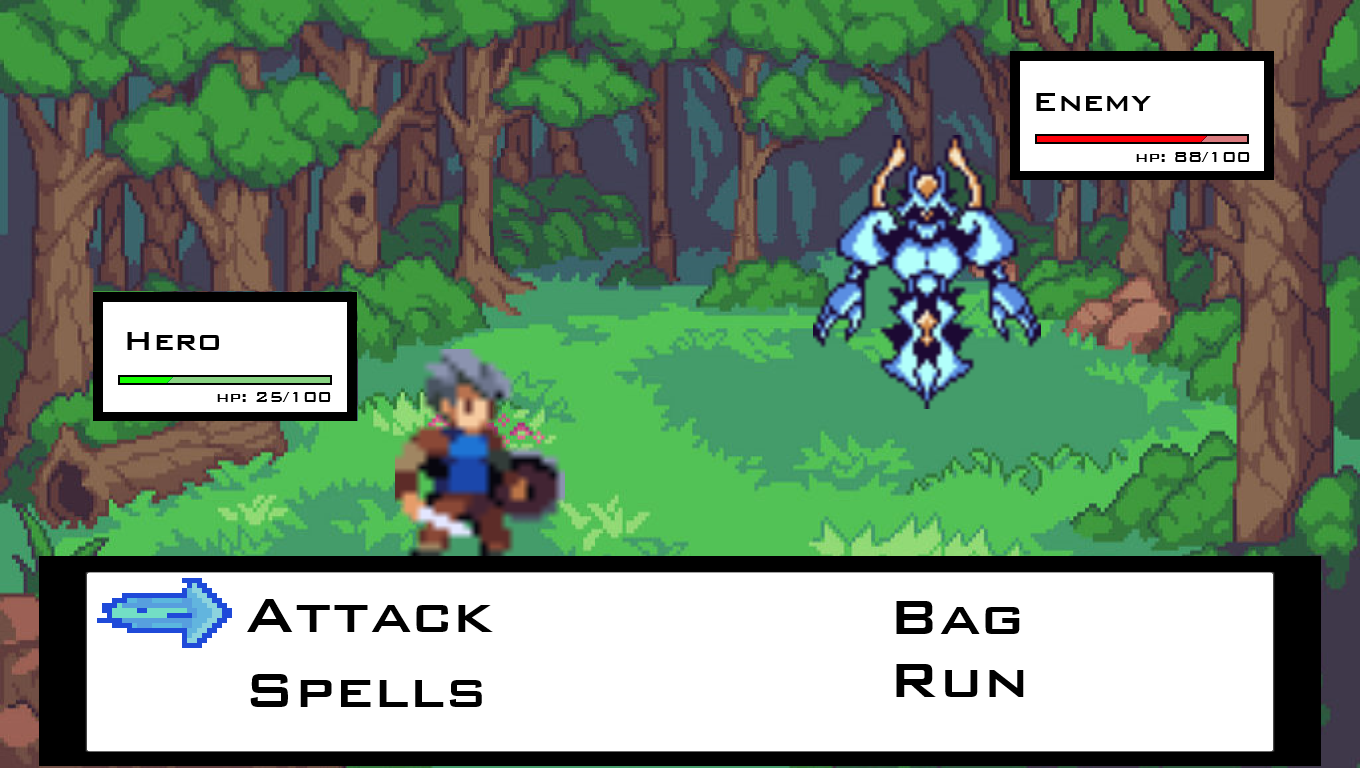 Enemy
HP: 88/100
Hero
HP: 25/100
Attack
Bag
Spells
Run